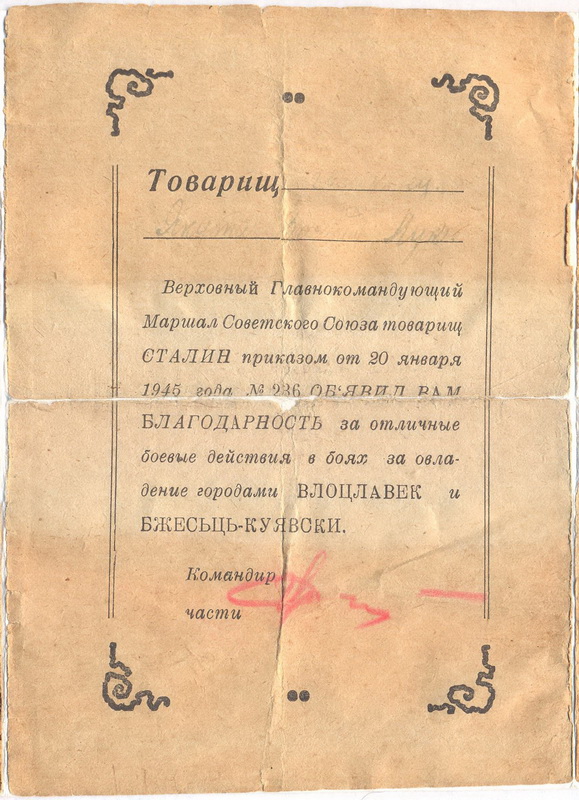 Товарищ
Верховный Главнокомандующий
Маршал Советского Союза товарищ
СТАЛИН приказом от 20 января
1945 года № 236 ОБ‘ЯВИЛ ВАМ
БЛАГОДАРНОСТЬ за отличные
боевые действия в боях за овла-
дение городами ВЛОЦЛАВЕК и
БЖЕСЬЦЬ-КУЯВСКИ.
Командир
части